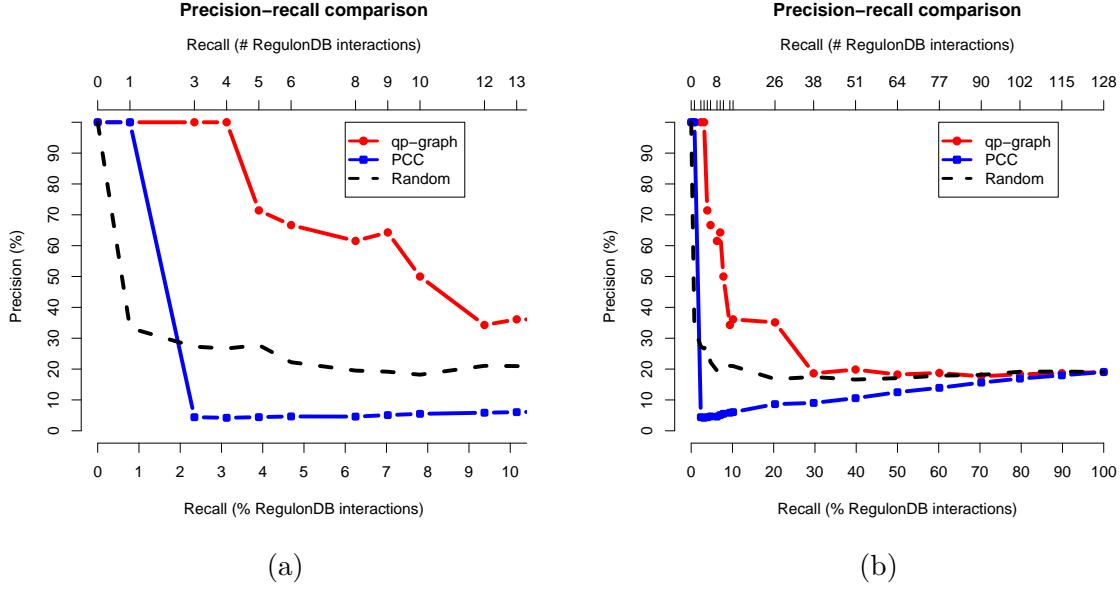 Precision−recall comparison
Recall (# RegulonDB interactions)
0 1 3 4 5 6 8 9 10 12 13
Precision (%)
0 10 20 30 40 50 60 70 80 90
qp−graph
PCC
Random
0 1 2 3 4 5 6 7 8 9 10
Recall (% RegulonDB interactions)
(a)
Precision−recall comparison
Recall (# RegulonDB interactions)
0 8 26 38 51 64 77 90 102 115 128
Precision (%)
0 10 20 30 40 50 60 70 80 90
qp−graph
PCC
Random
0 10 20 30 40 50 60 70 80 90 100
Recall (% RegulonDB interactions)
(b)